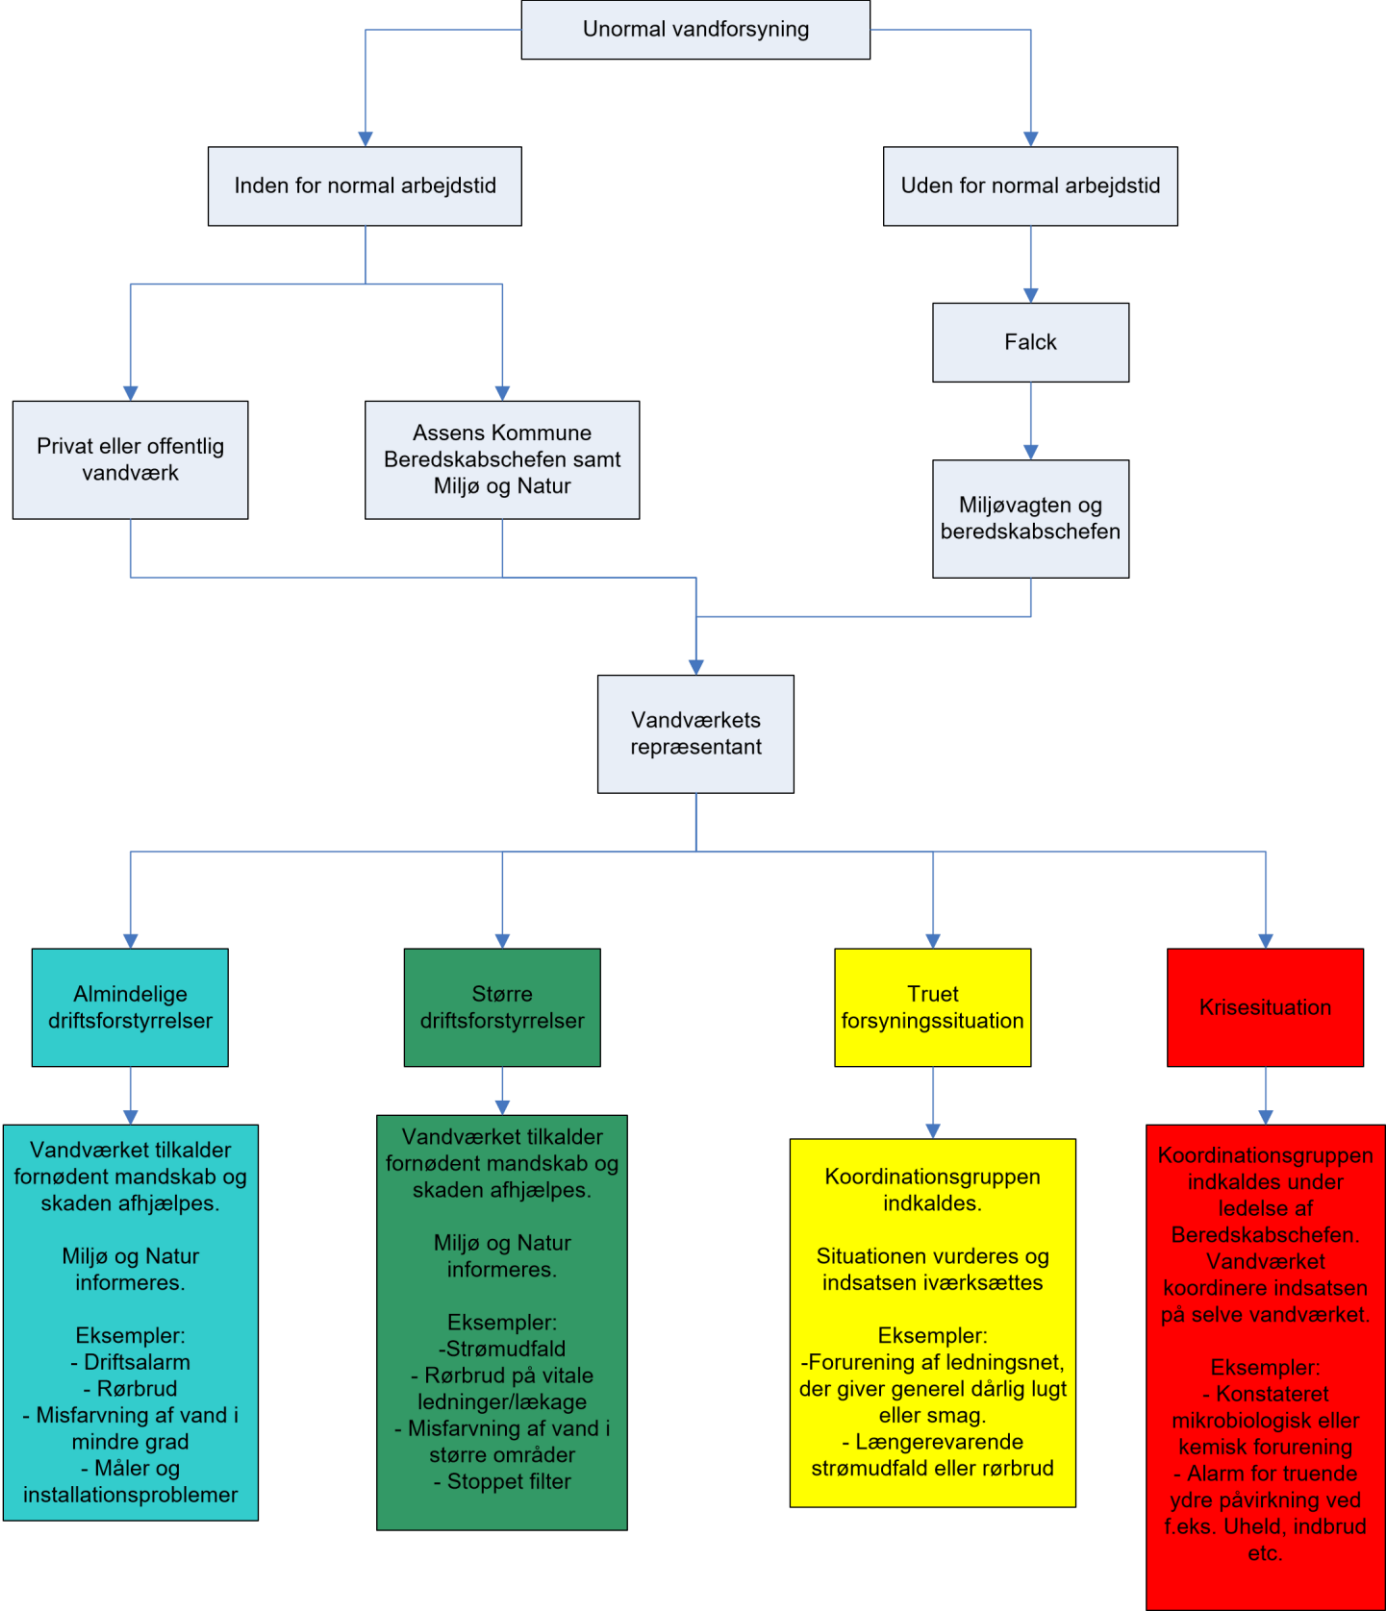 Unormal vandforsyning
Inden for normal arbejdstid
Uden for normal arbejdstid
Falck
Privat eller offentlig
vandværk
Assens Kommune
Beredskabschefen samt
Miljø og Natur
Miljøvagten og
beredskabschefen
Vandværkets
repræsentant
Almindelige
driftsforstyrrelser
Større
driftsforstyrrelser
Truet
forsyningssituation
Krisesituation
Vandværket tilkalder
fornødent mandskab og
skaden afhjælpes.
Miljø og Natur
informeres.
Eksempler:
- Driftsalarm
- Rørbrud
- Misfarvning af vand i
mindre grad
- Måler og
installationsproblemer
Vandværket tilkalder
fornødent mandskab og
skaden afhjælpes.
Miljø og Natur
informeres.
Eksempler:
-Strømudfald
- Rørbrud på vitale
ledninger/lækage
- Misfarvning af vand i
større områder
- Stoppet filter
Koordinationsgruppen
indkaldes.
Situationen vurderes og
indsatsen iværksættes
Eksempler:
-Forurening af ledningsnet,
der giver generel dårlig lugt
eller smag.
- Længerevarende
strømudfald eller rørbrud
Koordinationsgruppen
indkaldes under
ledelse af
Beredskabschefen.
Vandværket
koordinere indsatsen
på selve vandværket.
Eksempler:
- Konstateret
mikrobiologisk eller
kemisk forurening
- Alarm for truende
ydre påvirkning ved
f.eks. Uheld, indbrud
etc.